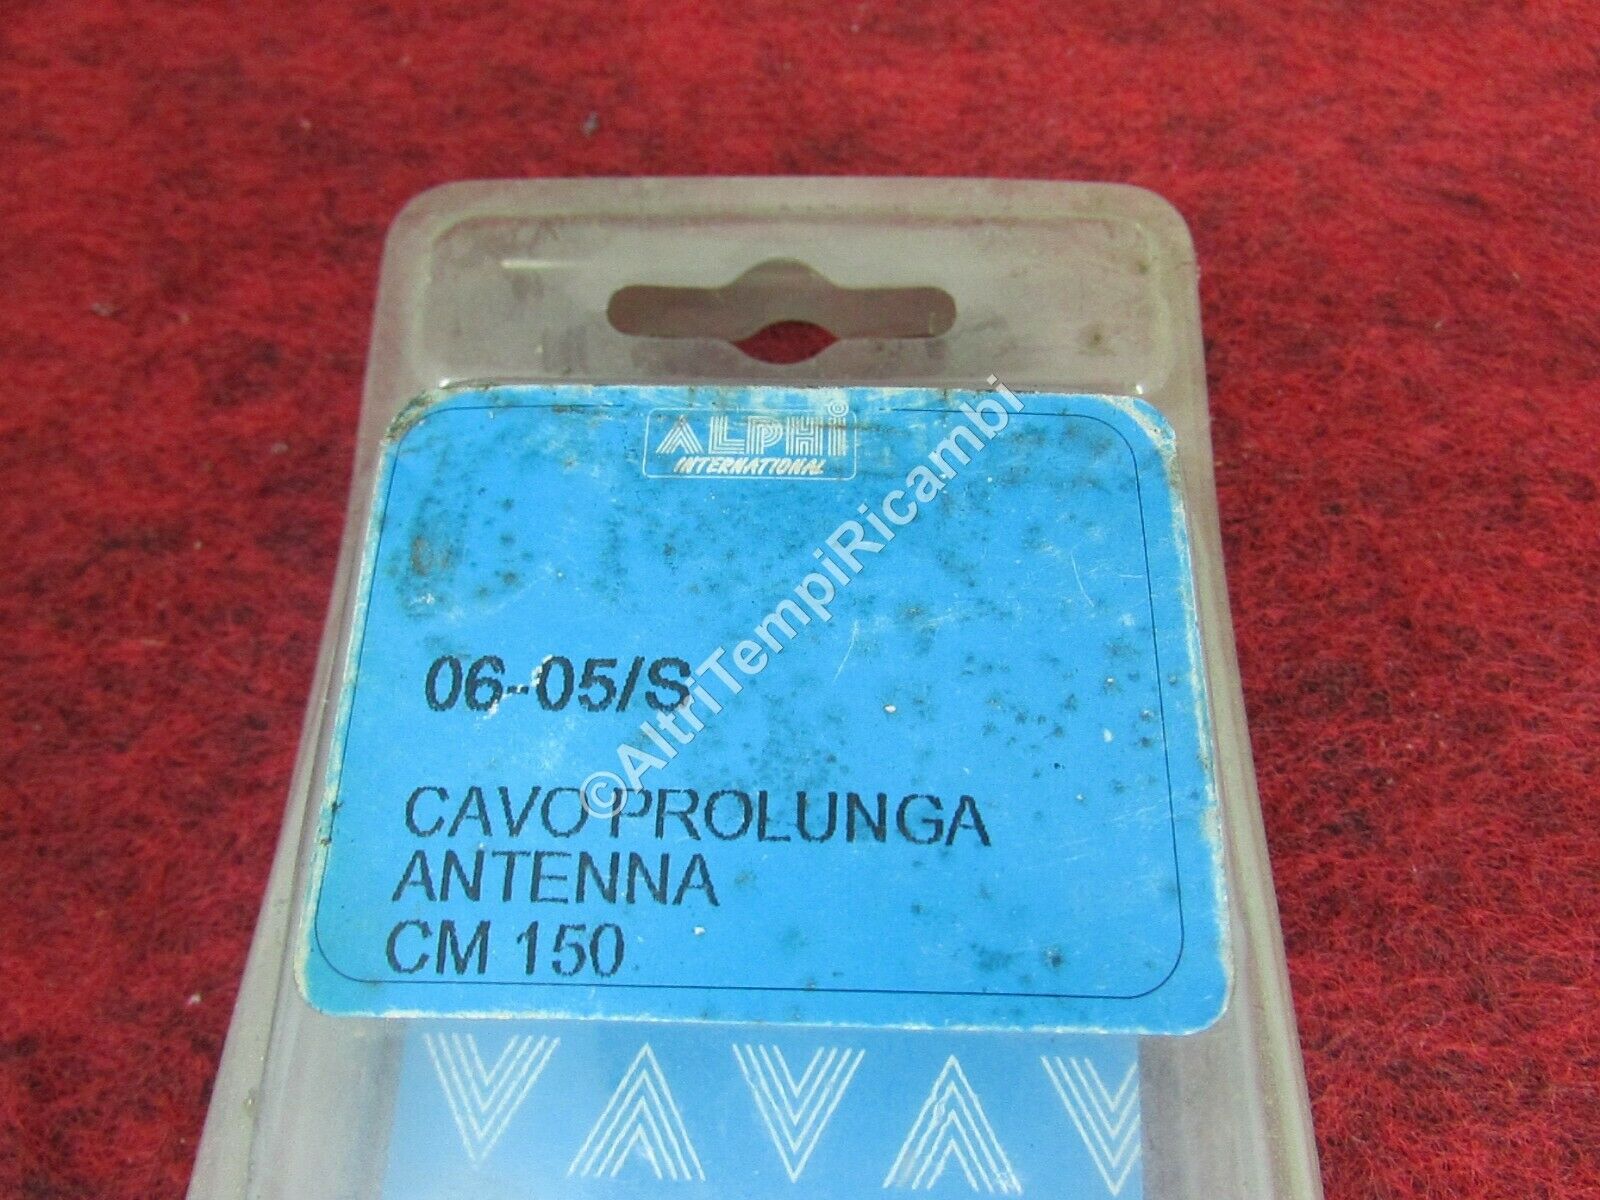 ALPHi
INTERNATIONAL
06-05/S
CAVO PROLUNGA
ANTENNA
CM 150
©AltriTempiRicambi